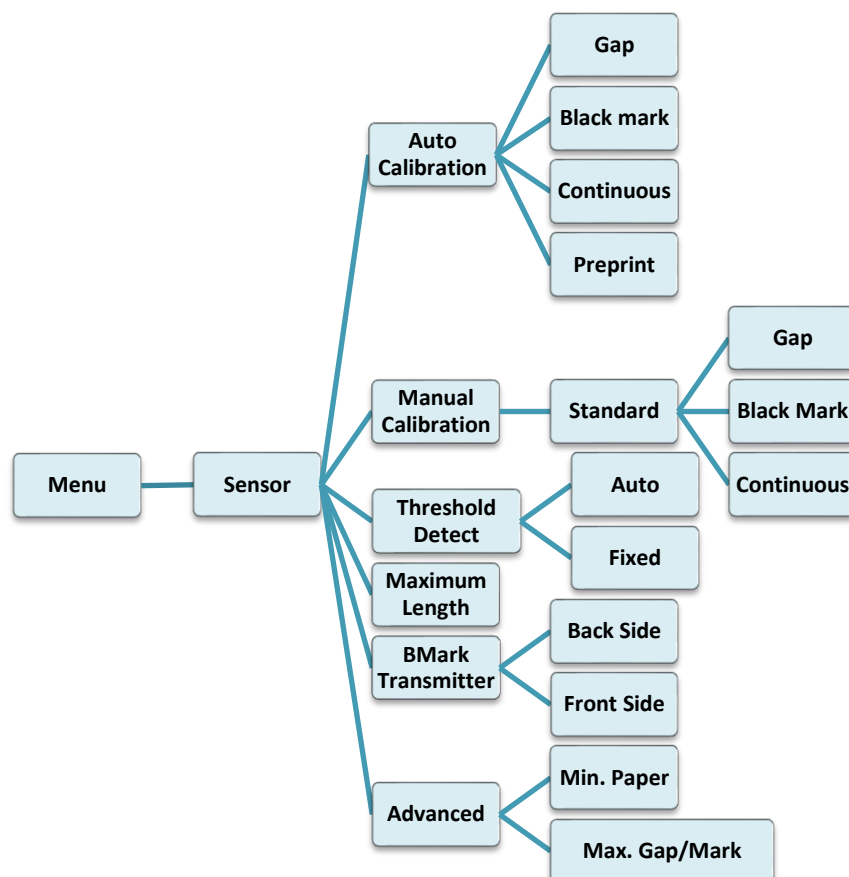 Menu
Sensor
Auto
Calibration
Gap
Black mark
Continuous
Preprint
Manual
Calibration
Standard
Gap
Black Mark
Continuous
Threshold
Detect
Auto
Fixed
Maximum
Length
BMark
Transmitter
Back Side
Front Side
Advanced
Min. Paper
Max. Gap/Mark